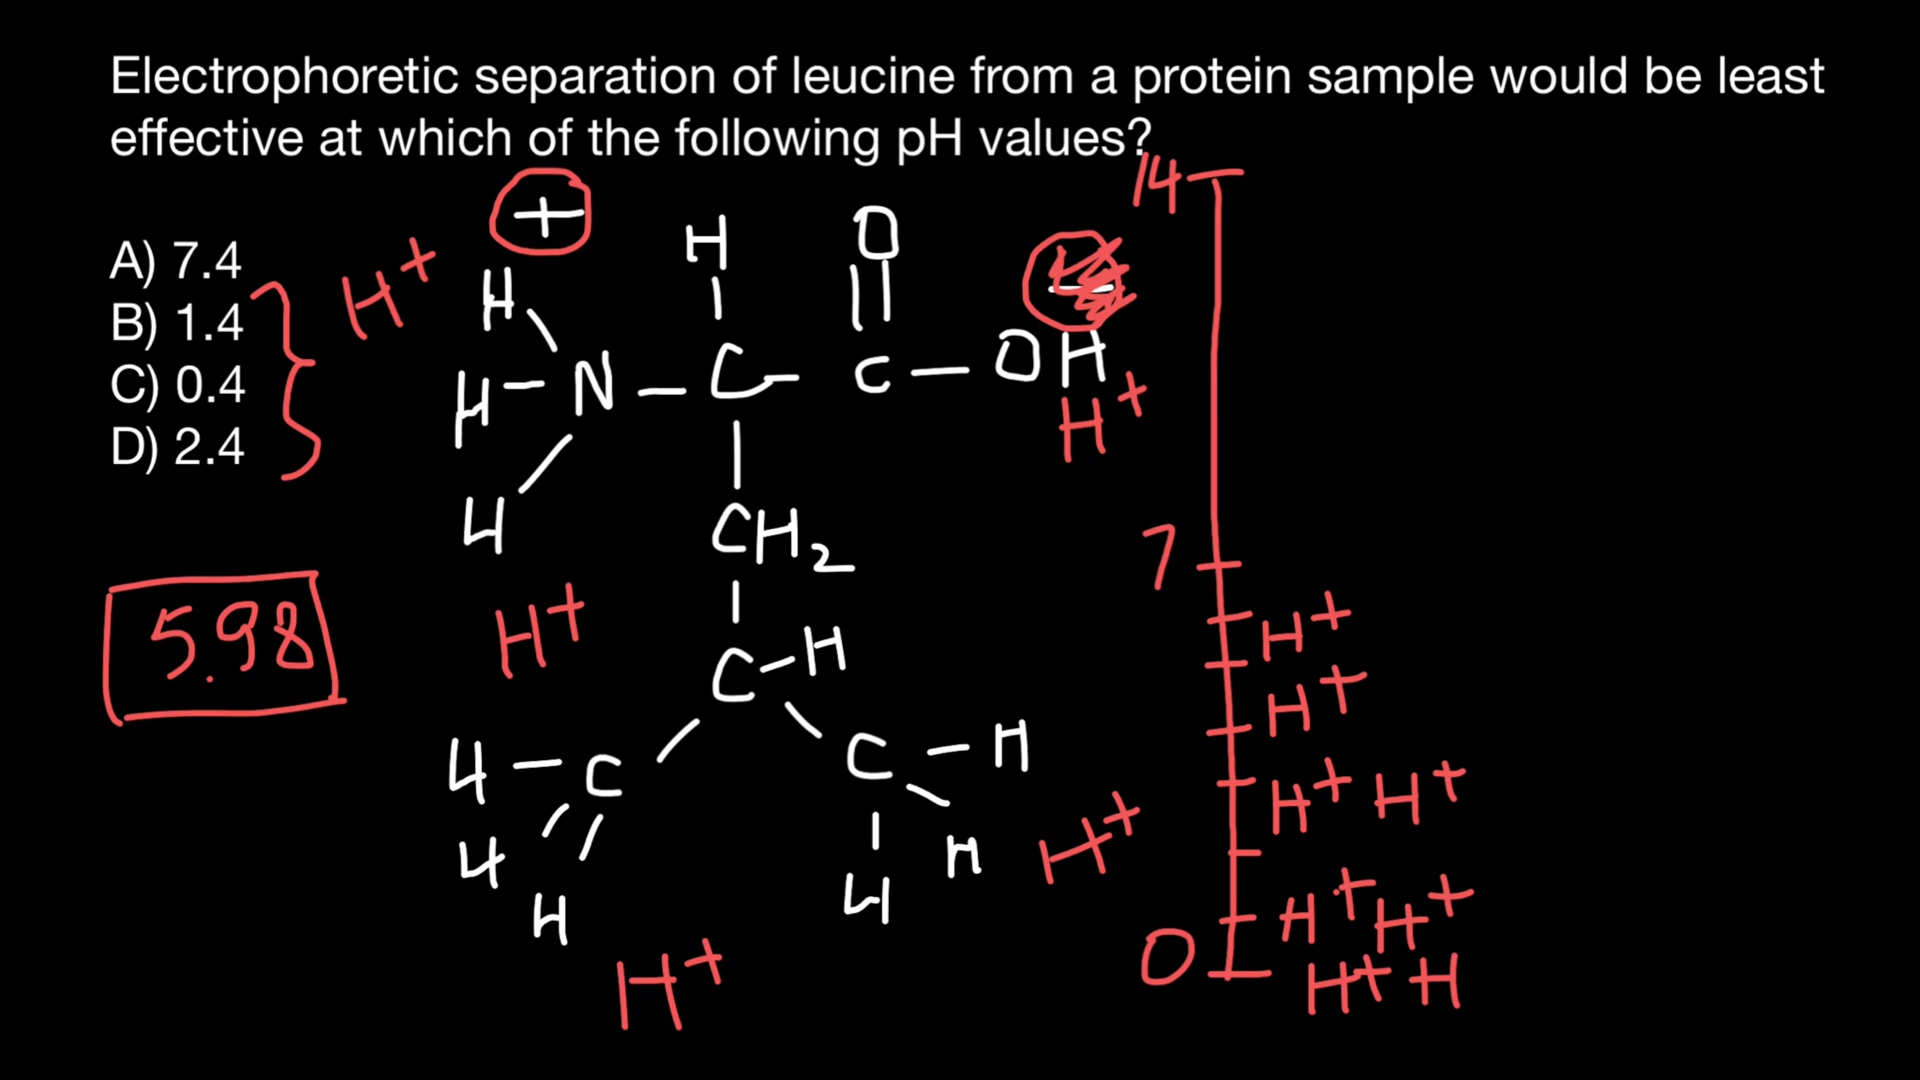 Electrophoretic separation of leucine from a protein sample would be least
effective at which of the following pH values?
14
+
A) 7.4
H+
H
H
O
B) 1.4
C) 0.4
H - N - C - C - OH
H+
D) 2.4
H
CH2
7
5.98
H+
C - H
H+
H - C
C - H
H+
H
H
H
H
H+
H+ H+
H+ H+
H+
0
H+ H